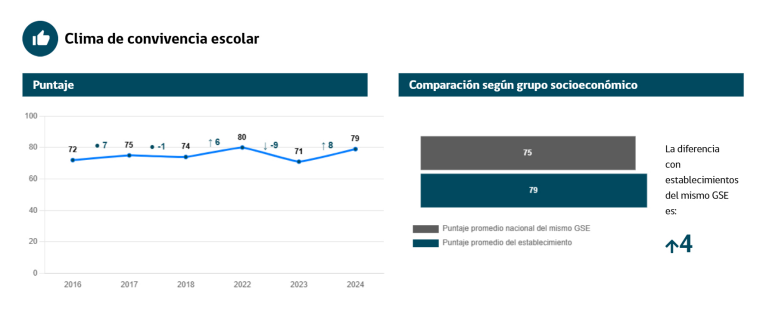 Clima de convivencia escolar
Puntaje
100
80
60
40
20
0
72
• 7
75
• -1
74
↑ 6
80
↓ -9
71
↑ 8
79
2016
2017
2018
2022
2023
2024
Comparación según grupo socioeconómico
75
79
Puntaje promedio nacional del mismo GSE
Puntaje promedio del establecimiento
La diferencia
con
establecimientos
del mismo GSE
es:
↑4